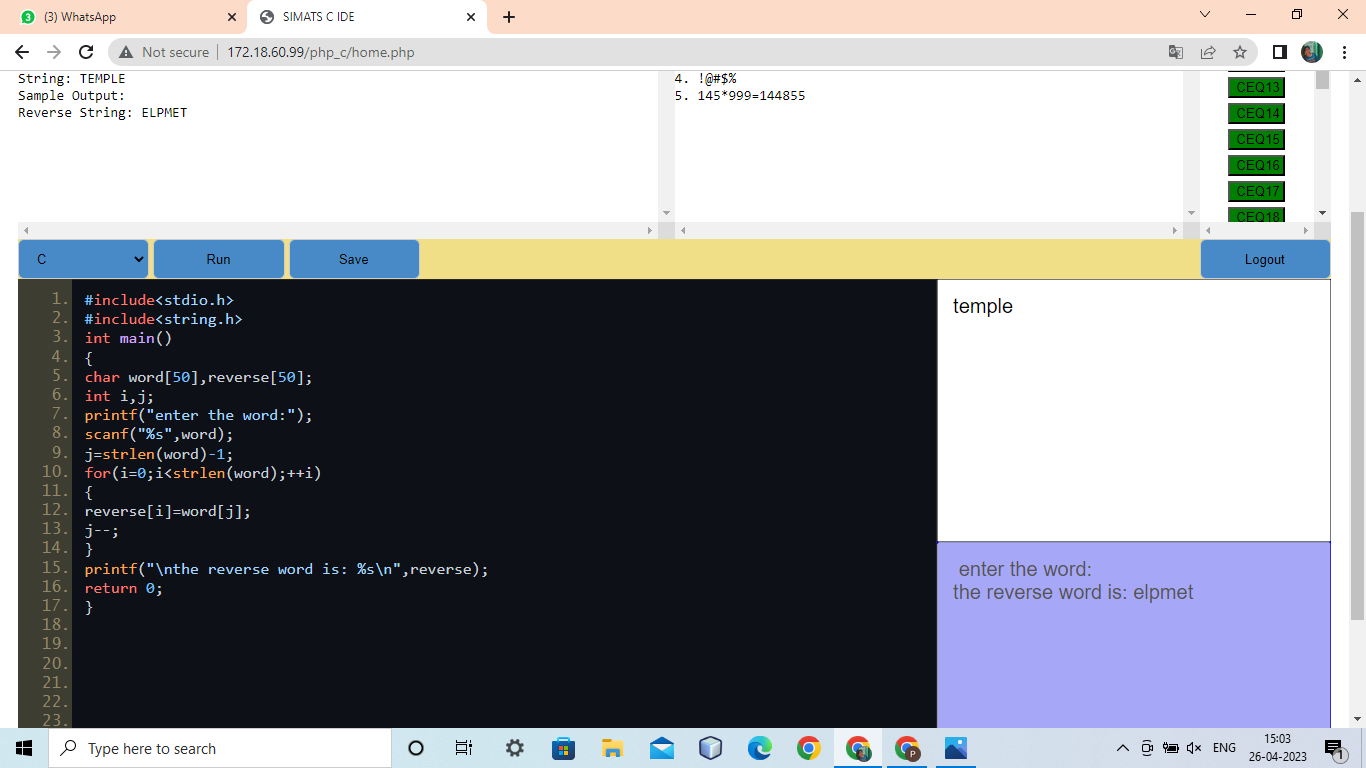 (3) WhatsApp
SIMATS C IDE
Not secure
172.18.60.99/php_c/home.php
String: TEMPLE
Sample Output:
Reverse String: ELPMET
4. !@#$%
5. 145*999=144855
CEQ13
CEQ14
CEQ15
CEQ16
CEQ17
CEQ18
C
Run
Save
Logout
1. #include<stdio.h>
2. #include<string.h>
3. int main()
4. {
5. char word[50],reverse[50];
6. int i,j;
7. printf("enter the word:");
8. scanf("%s",word);
9. j=strlen(word)-1;
10. for(i=0;i<strlen(word);++i)
11. {
12. reverse[i]=word[j];
13. j--;
14. }
15. printf("\nthe reverse word is: %s\n",reverse);
16. return 0;
17. }
18.
19.
20.
21.
22.
23.
temple
enter the word:
the reverse word is: elpmet
Type here to search
ENG
15:03
26-04-2023
1